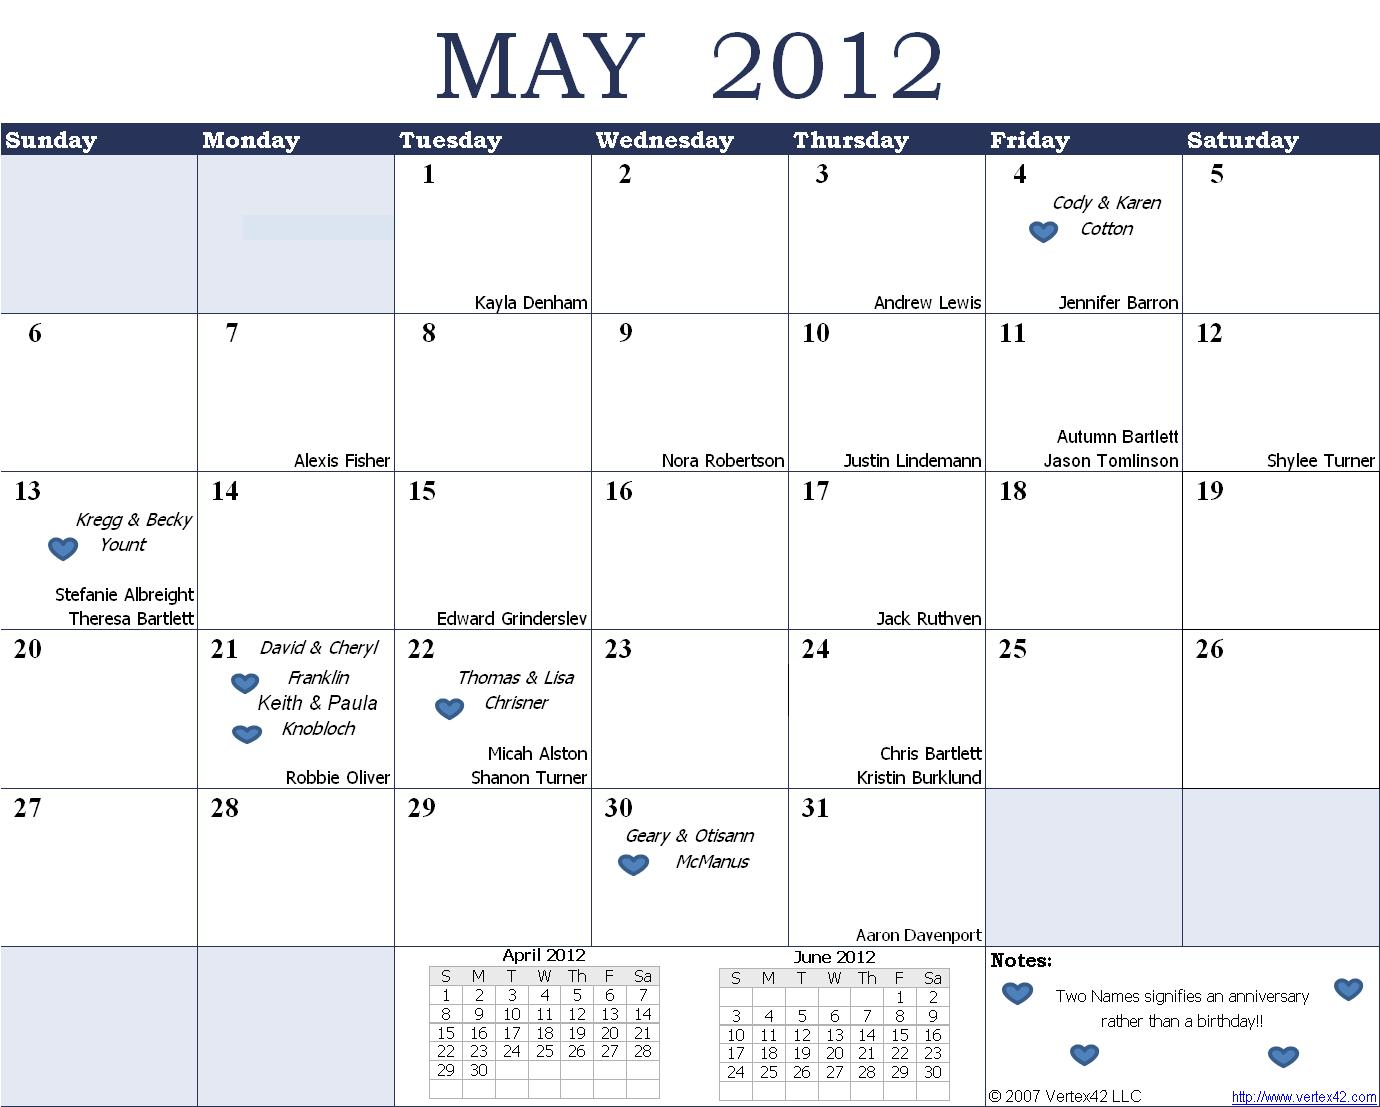 MAY 2012
Sunday Monday Tuesday Wednesday Thursday Friday Saturday
1 2 3 4 5
Cody & Karen
Cotton
Kayla Denham Andrew Lewis Jennifer Barron
6 7 8 9 10 11 12
Autumn Bartlett
Alexis Fisher Nora Robertson Justin Lindemann Jason Tomlinson Shylee Turner
13 14 15 16 17 18 19
Kregg & Becky
Yount
Stefanie Albreight
Theresa Bartlett Edward Grinderslev Jack Ruthven
20 21 David & Cheryl 22 23 24 25 26
Franklin Thomas & Lisa
Keith & Paula Chrisner
Knobloch
Micah Alston Chris Bartlett
Robbie Oliver Shanon Turner Kristin Burklund
27 28 29 30 31
Geary & Otisann
McManus
Aaron Davenport
April 2012
S M T W Th F Sa
1 2 3 4 5 6 7
8 9 10 11 12 13 14
15 16 17 18 19 20 21
22 23 24 25 26 27 28
29 30
June 2012
S M T W Th F Sa
1 2
3 4 5 6 7 8 9
10 11 12 13 14 15 16
17 18 19 20 21 22 23
24 25 26 27 28 29 30
Notes:
Two Names signifies an anniversary
rather than a birthday!!
© 2007 Vertex42 LLC http://www.vertex42.com